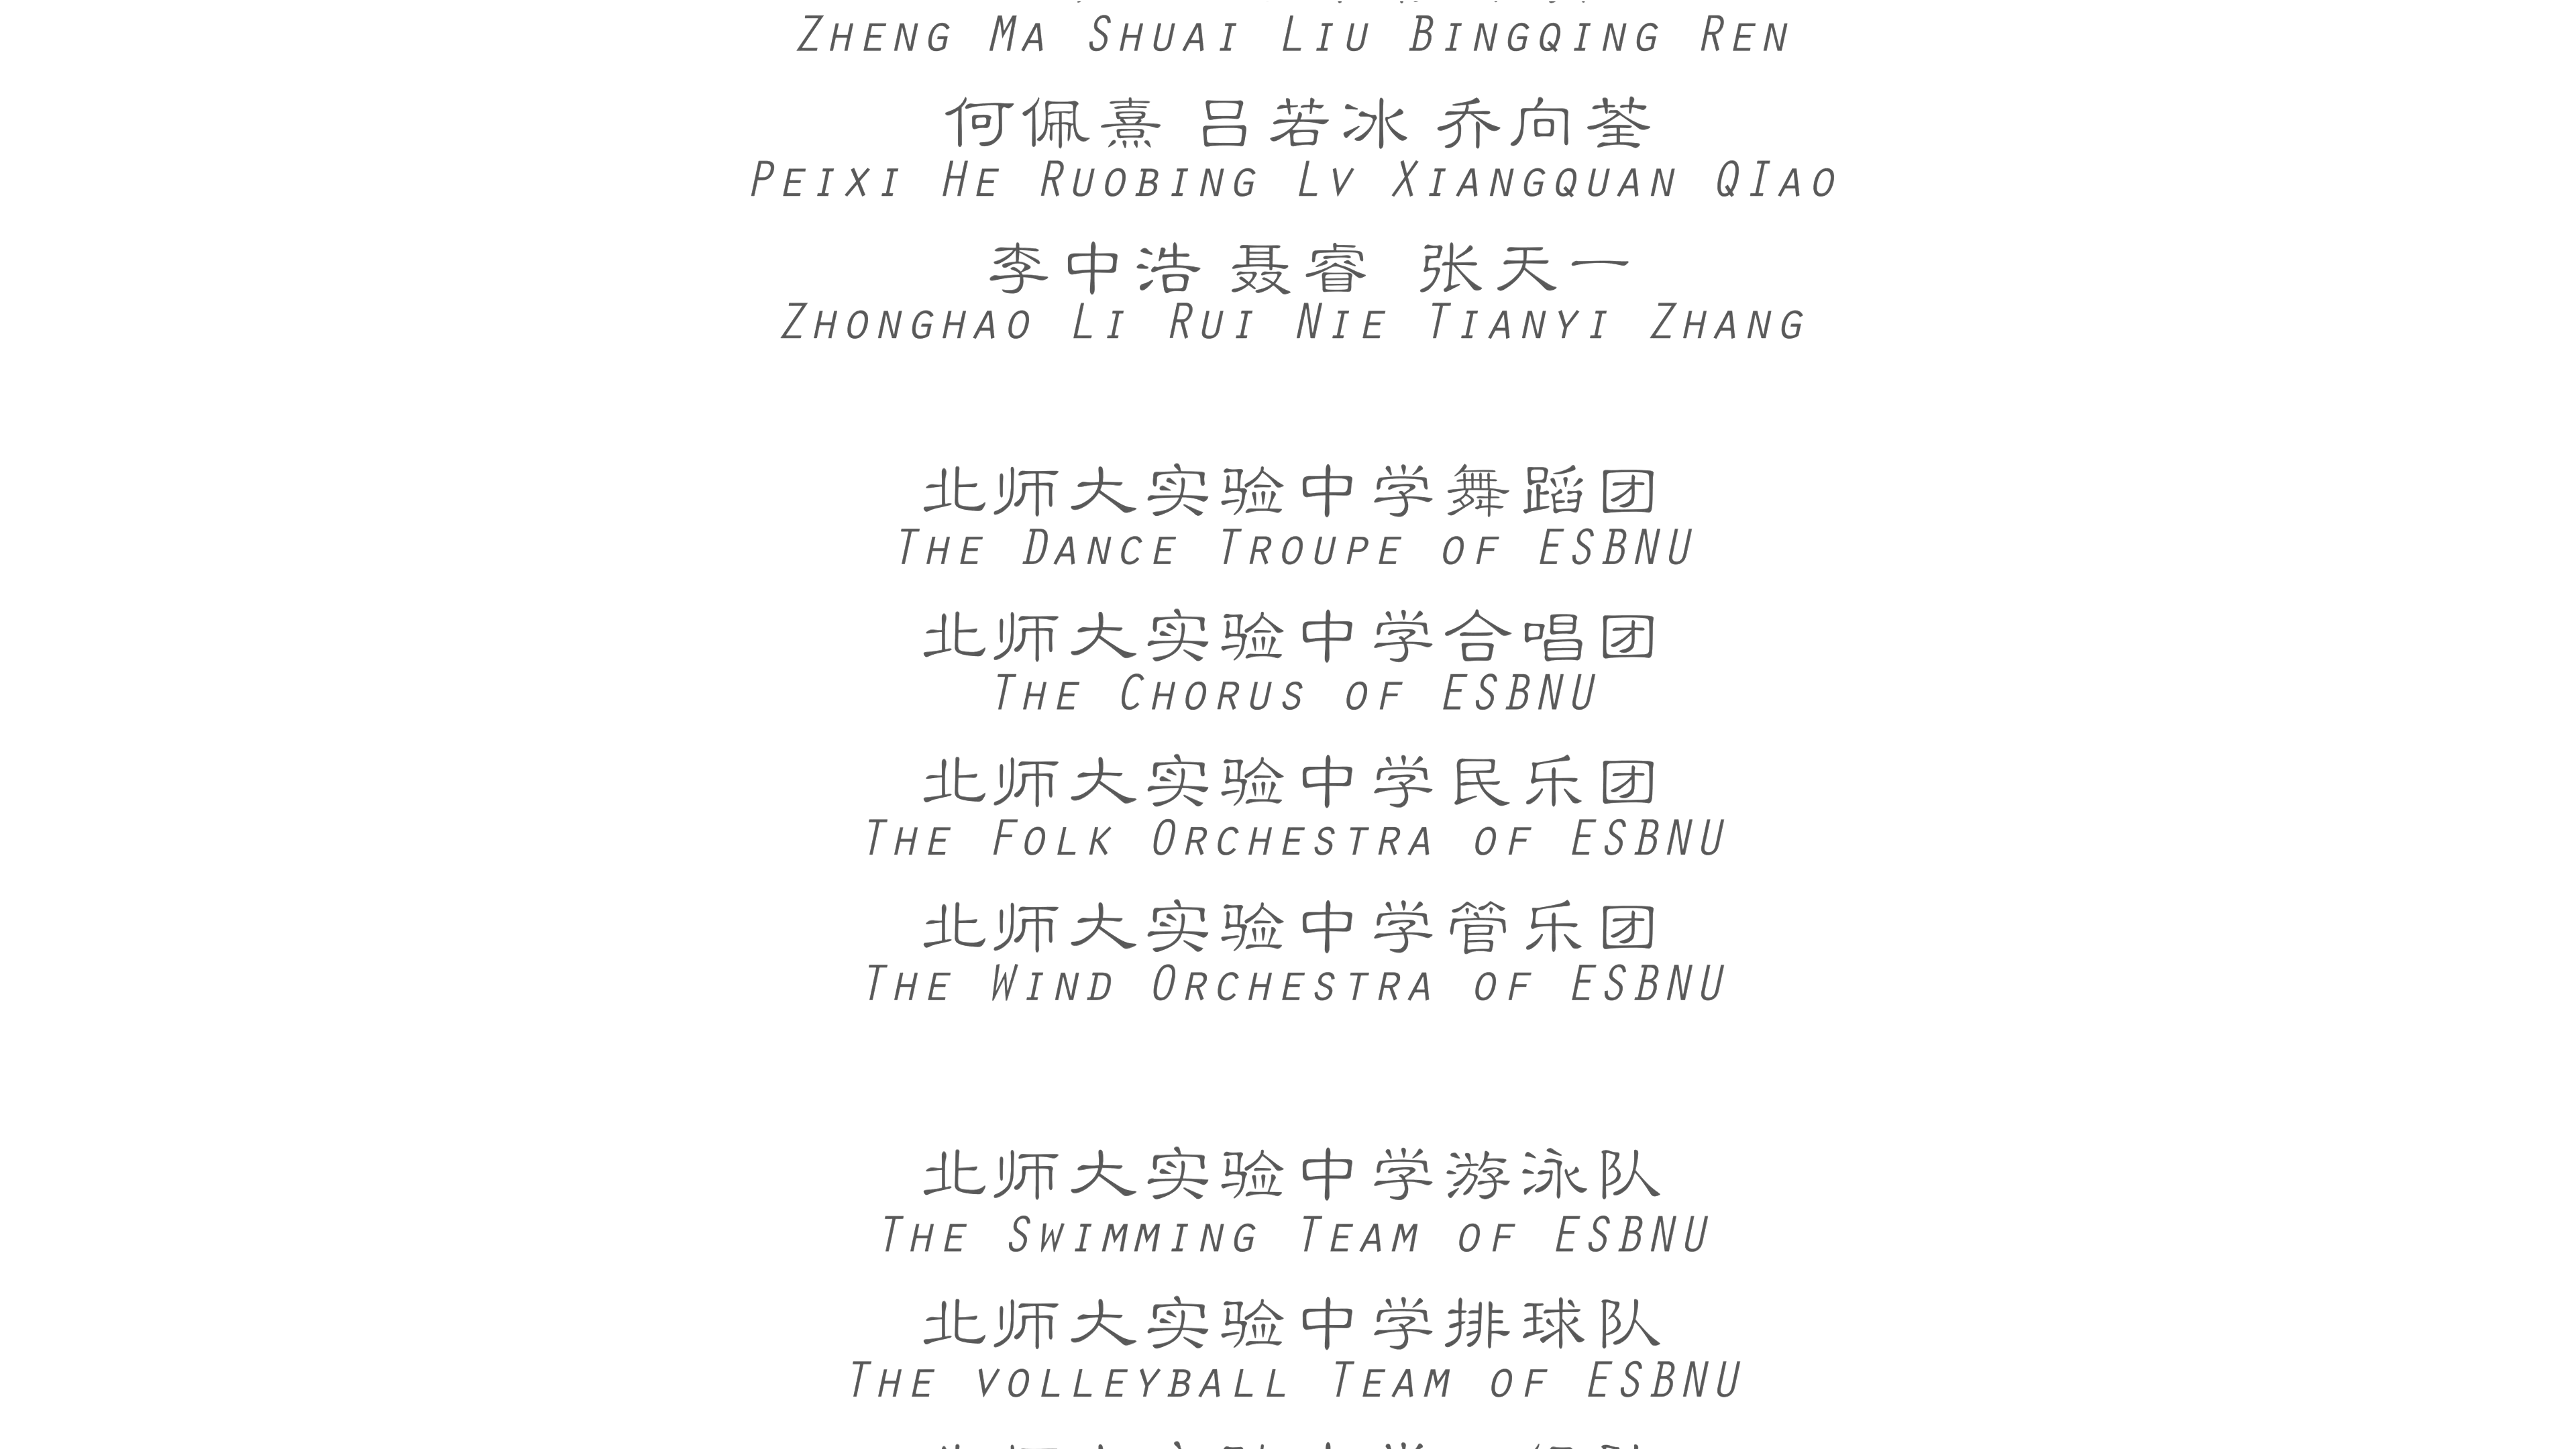 Zheng Ma Shuai Liu Bingqing Ren
何佩熹 吕若冰 乔向荃
Peixi He Ruobing Lv Xiangquan QIao
李中浩 聂睿 张天一
Zhonghao Li Rui Nie Tianyi Zhang
北师大实验中学舞蹈团
The Dance Troupe of ESBNU
北师大实验中学合唱团
The Chorus of ESBNU
北师大实验中学民乐团
The Folk Orchestra of ESBNU
北师大实验中学管乐团
The Wind Orchestra of ESBNU
北师大实验中学游泳队
The Swimming Team of ESBNU
北师大实验中学排球队
The volleyball Team of ESBNU